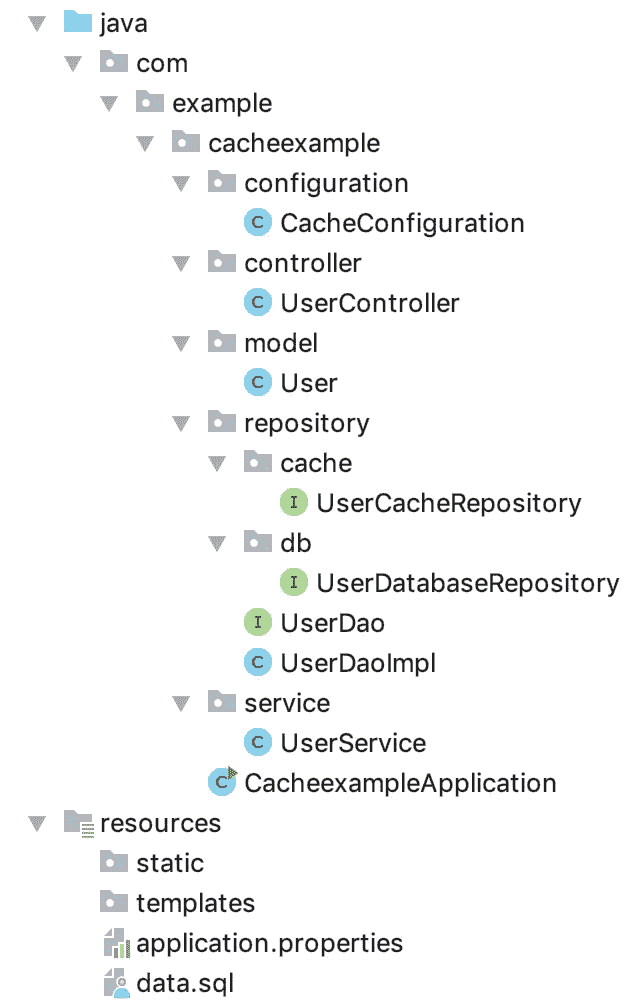 java
com
example
cacheexample
configuration
C CacheConfiguration
controller
C UserController
model
C User
repository
cache
I UserCacheRepository
db
I UserDatabaseRepository
I UserDao
C UserDaoImpl
service
C UserService
C CacheexampleApplication
resources
static
templates
application.properties
data.sql